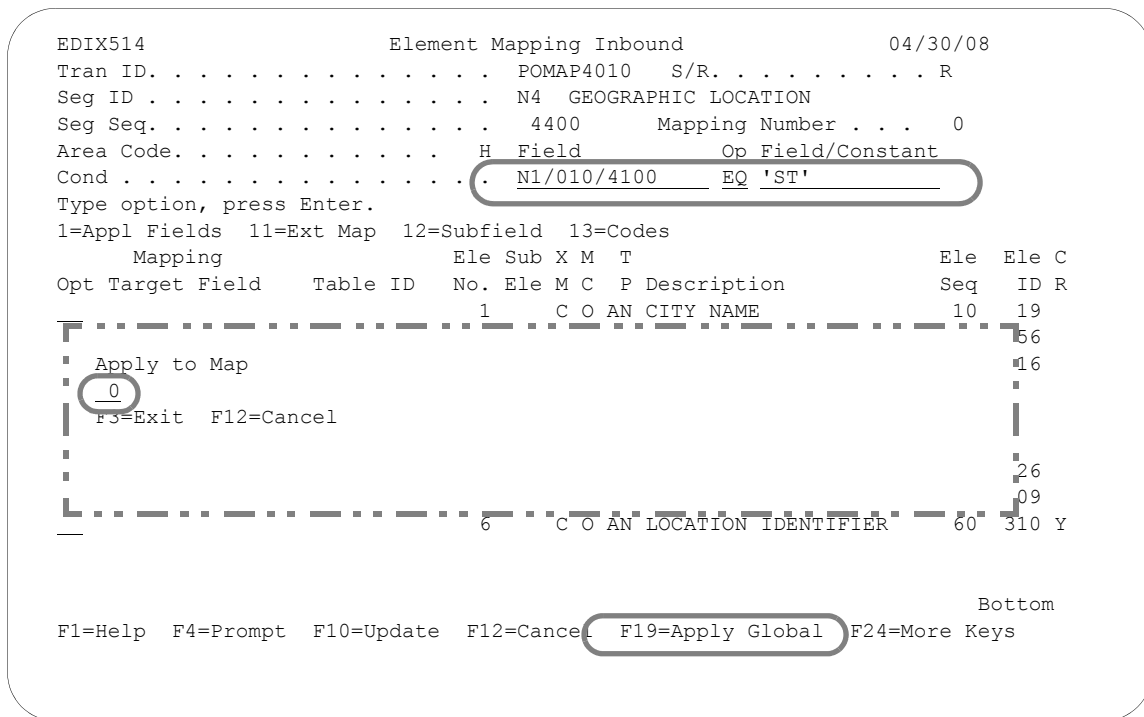 EDIX514 Element Mapping Inbound 04/30/08
Tran ID. . . . . . . . . . . . . . POMAP4010 S/R. . . . . . . . . R
Seg ID . . . . . . . . . . . . . . N4 GEOGRAPHIC LOCATION
Seg Seq. . . . . . . . . . . . . . 4400 Mapping Number . . . 0
Area Code. . . . . . . . . . . H Field Op Field/Constant
Cond . . . . . . . . . . . . . . N1/010/4100 EQ 'ST'
Type option, press Enter.
1=Appl Fields 11=Ext Map 12=Subfield 13=Codes
Mapping Ele Sub X M T Ele Ele C
Opt Target Field Table ID No. Ele M C P Description Seq ID R
1 C O AN CITY NAME 10 19
56
Apply to Map 16
0
F3=Exit F12=Cancel
26
09
6 C O AN LOCATION IDENTIFIER 60 310 Y
Bottom
F1=Help F4=Prompt F10=Update F12=Cancel F19=Apply Global F24=More Keys